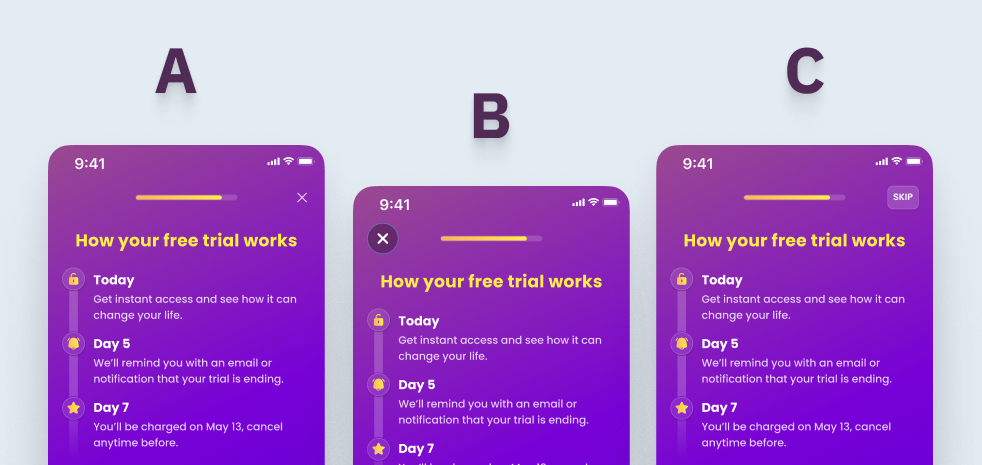 A
B
C
9:41
How your free trial works
Today
Get instant access and see how it can
change your life.
Day 5
We'll remind you with an email or
notification that your trial is ending.
Day 7
You'll be charged on May 13, cancel
anytime before.
9:41
How your free trial works
Today
Get instant access and see how it can
change your life.
Day 5
We'll remind you with an email or
notification that your trial is ending.
Day 7
9:41
SKIP
How your free trial works
Today
Get instant access and see how it can
change your life.
Day 5
We'll remind you with an email or
notification that your trial is ending.
Day 7
You'll be charged on May 13, cancel
anytime before.